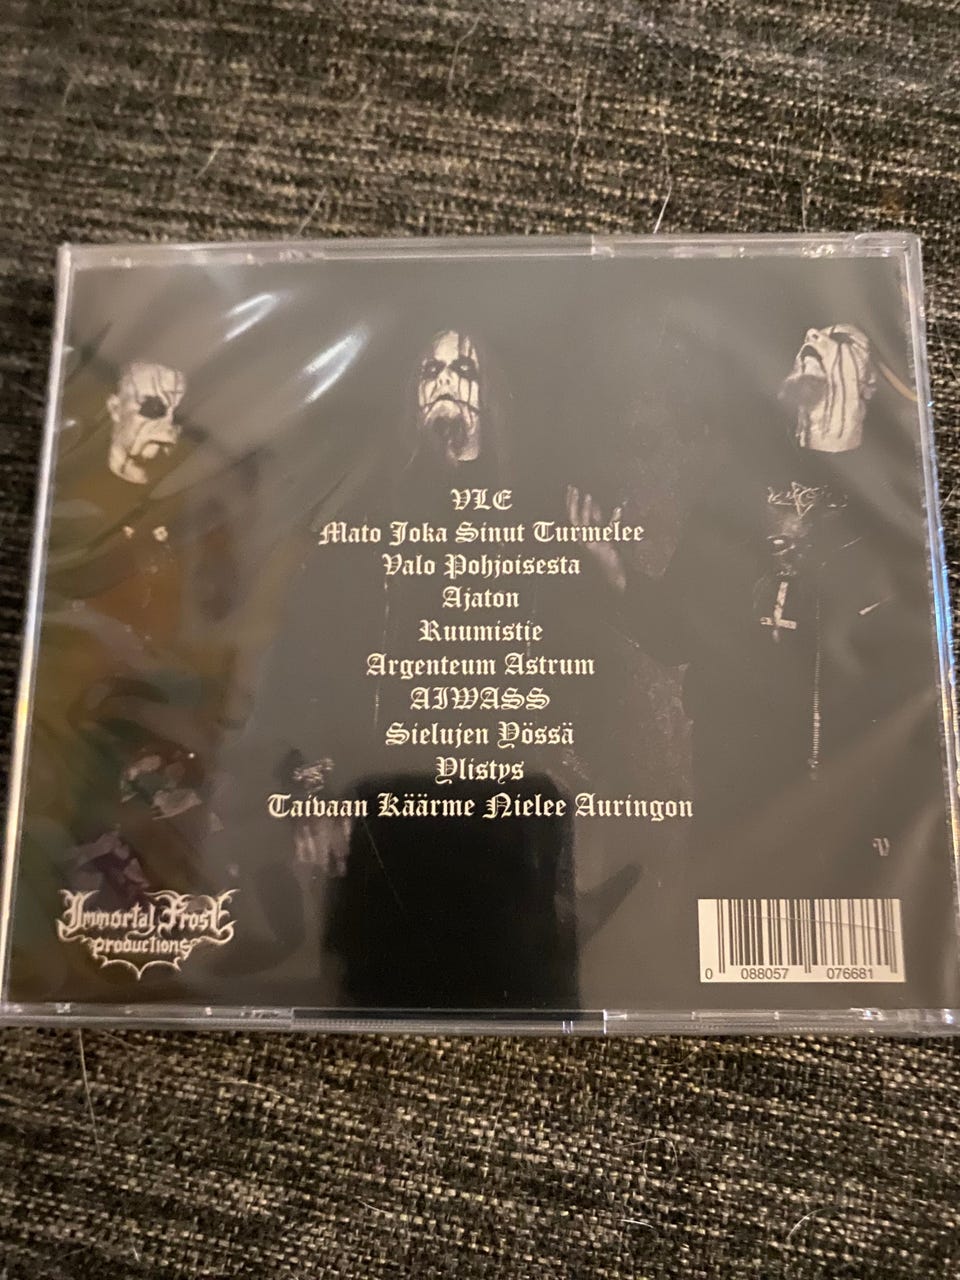 VLE
Mato Joka Sinut Turmelee
Valo Pohjoisesta
Ajaton
Ruumistie
Argenteum Astrum
AIWASS
Sielujen Yössä
Ylistys
Taivaan Käärme Nielee Auringon
V
Immortal Frost
productions
0 088057 076681